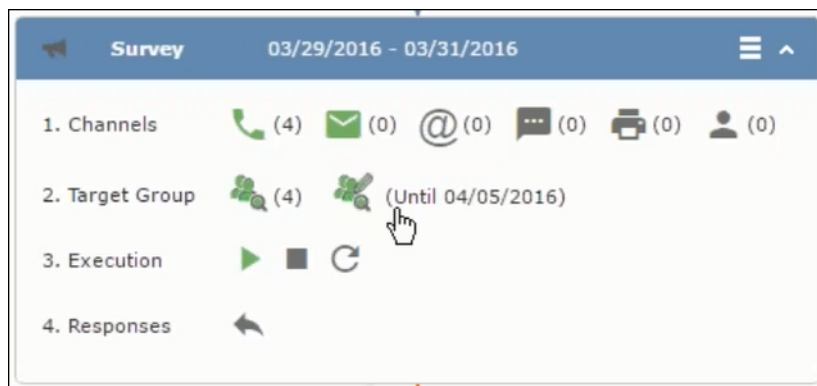 Survey 03/29/2016 - 03/31/2016
1. Channels (4) (0) @ (0) (0) (0) (0)
2. Target Group (4) (Until 04/05/2016)
3. Execution
4. Responses